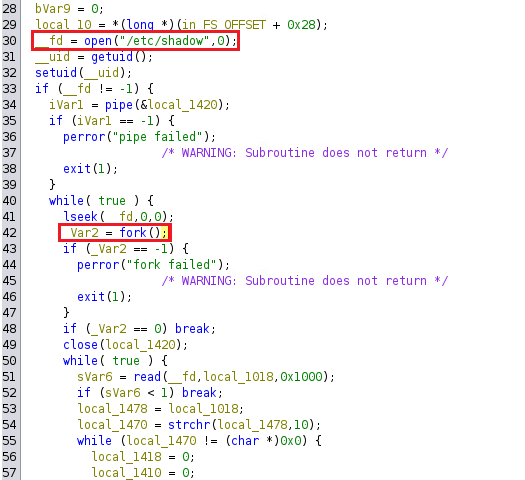 28 bVar9 = 0;
29 local_10 = *(long *)(in_FS_OFFSET + 0x28);
30 __fd = open("/etc/shadow",0);
31 __uid = getuid();
32 setuid(__uid);
33 if (__fd != -1) {
34 iVar1 = pipe(&local_1420);
35 if (iVar1 == -1) {
36 perror("pipe failed");
37 /* WARNING: Subroutine does not return */
38 exit(1);
39 }
40 while( true ) {
41 lseek(__fd,0,0);
42 _Var2 = fork();
43 if (_Var2 == -1) {
44 perror("fork failed");
45 /* WARNING: Subroutine does not return */
46 exit(1);
47 }
48 if (_Var2 == 0) break;
49 close(local_1420);
50 while( true ) {
51 sVar6 = read(__fd,local_1018,0x1000);
52 if (sVar6 < 1) break;
53 local_1478 = local_1018;
54 local_1470 = strchr(local_1478,10);
55 while (local_1470 != (char *)0x0) {
56 local_1418 = 0;
57 local_1410 = 0;